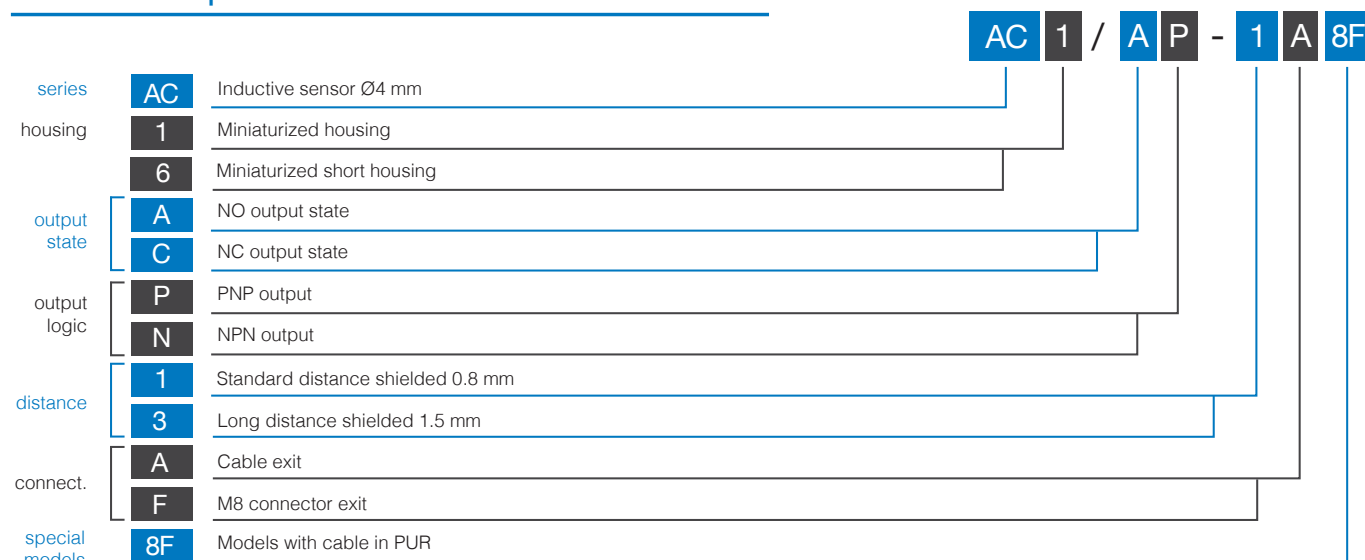 AC 1 / A P - 1 A 8F
series AC Inductive sensor Ø4 mm
housing 1 Miniaturized housing
6 Miniaturized short housing
output state A NO output state
C NC output state
output logic P PNP output
N NPN output
distance 1 Standard distance shielded 0.8 mm
3 Long distance shielded 1.5 mm
connect. A Cable exit
F M8 connector exit
special models 8F Models with cable in PUR